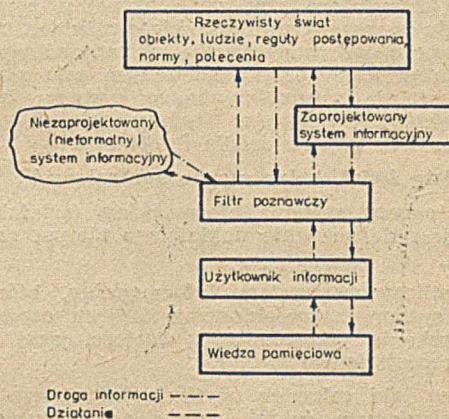 Rzeczywisty świat
obiekty, ludzie, reguły postępowania,
normy, polecenia
Niezaprojektowany
(nieformalny)
system informacyjny
Zaprojektowany
system informacyjny
Filtr poznawczy
Użytkownik informacji
Wiedza pamięciowa
Droga informacji
Działanie